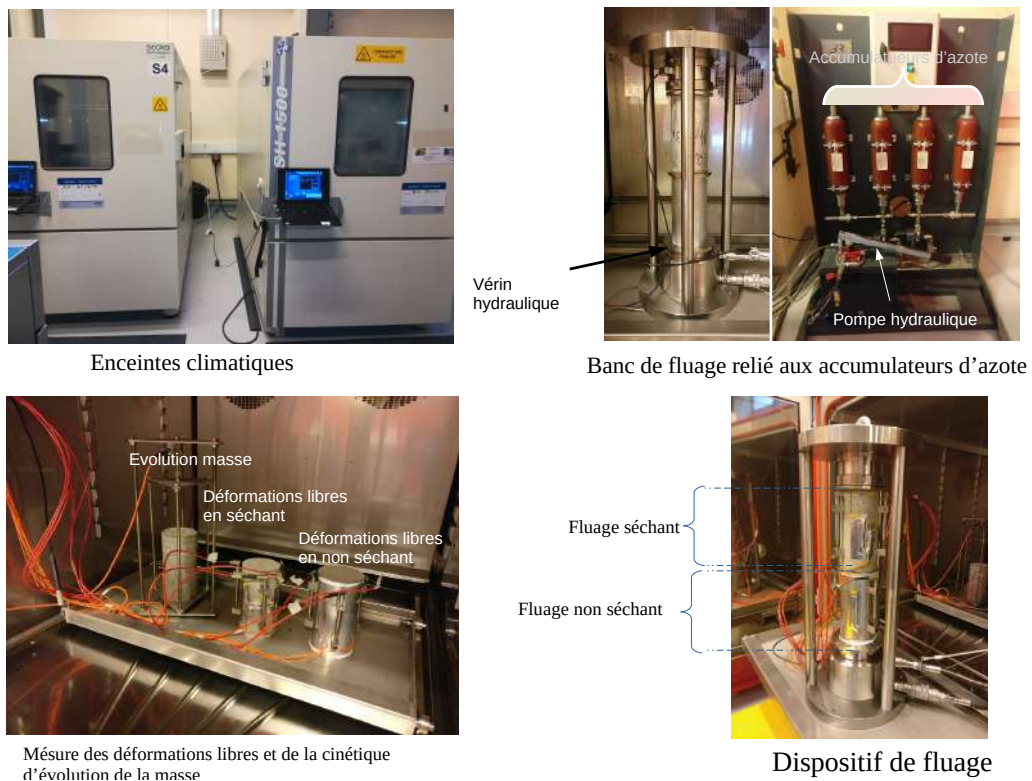 S4
TEMPERATURE
SH-1500
Enceintes climatiques
Accumulateurs d'azote
Vérin
hydraulique
Pompe hydraulique
Banc de fluage relié aux accumulateurs d'azote
Evolution masse
Déformations libres
en séchant
Déformations libres
en non séchant
Mésure des déformations libres et de la cinétique
d'évolution de la masse
Fluage séchant
Fluage non séchant
Dispositif de fluage